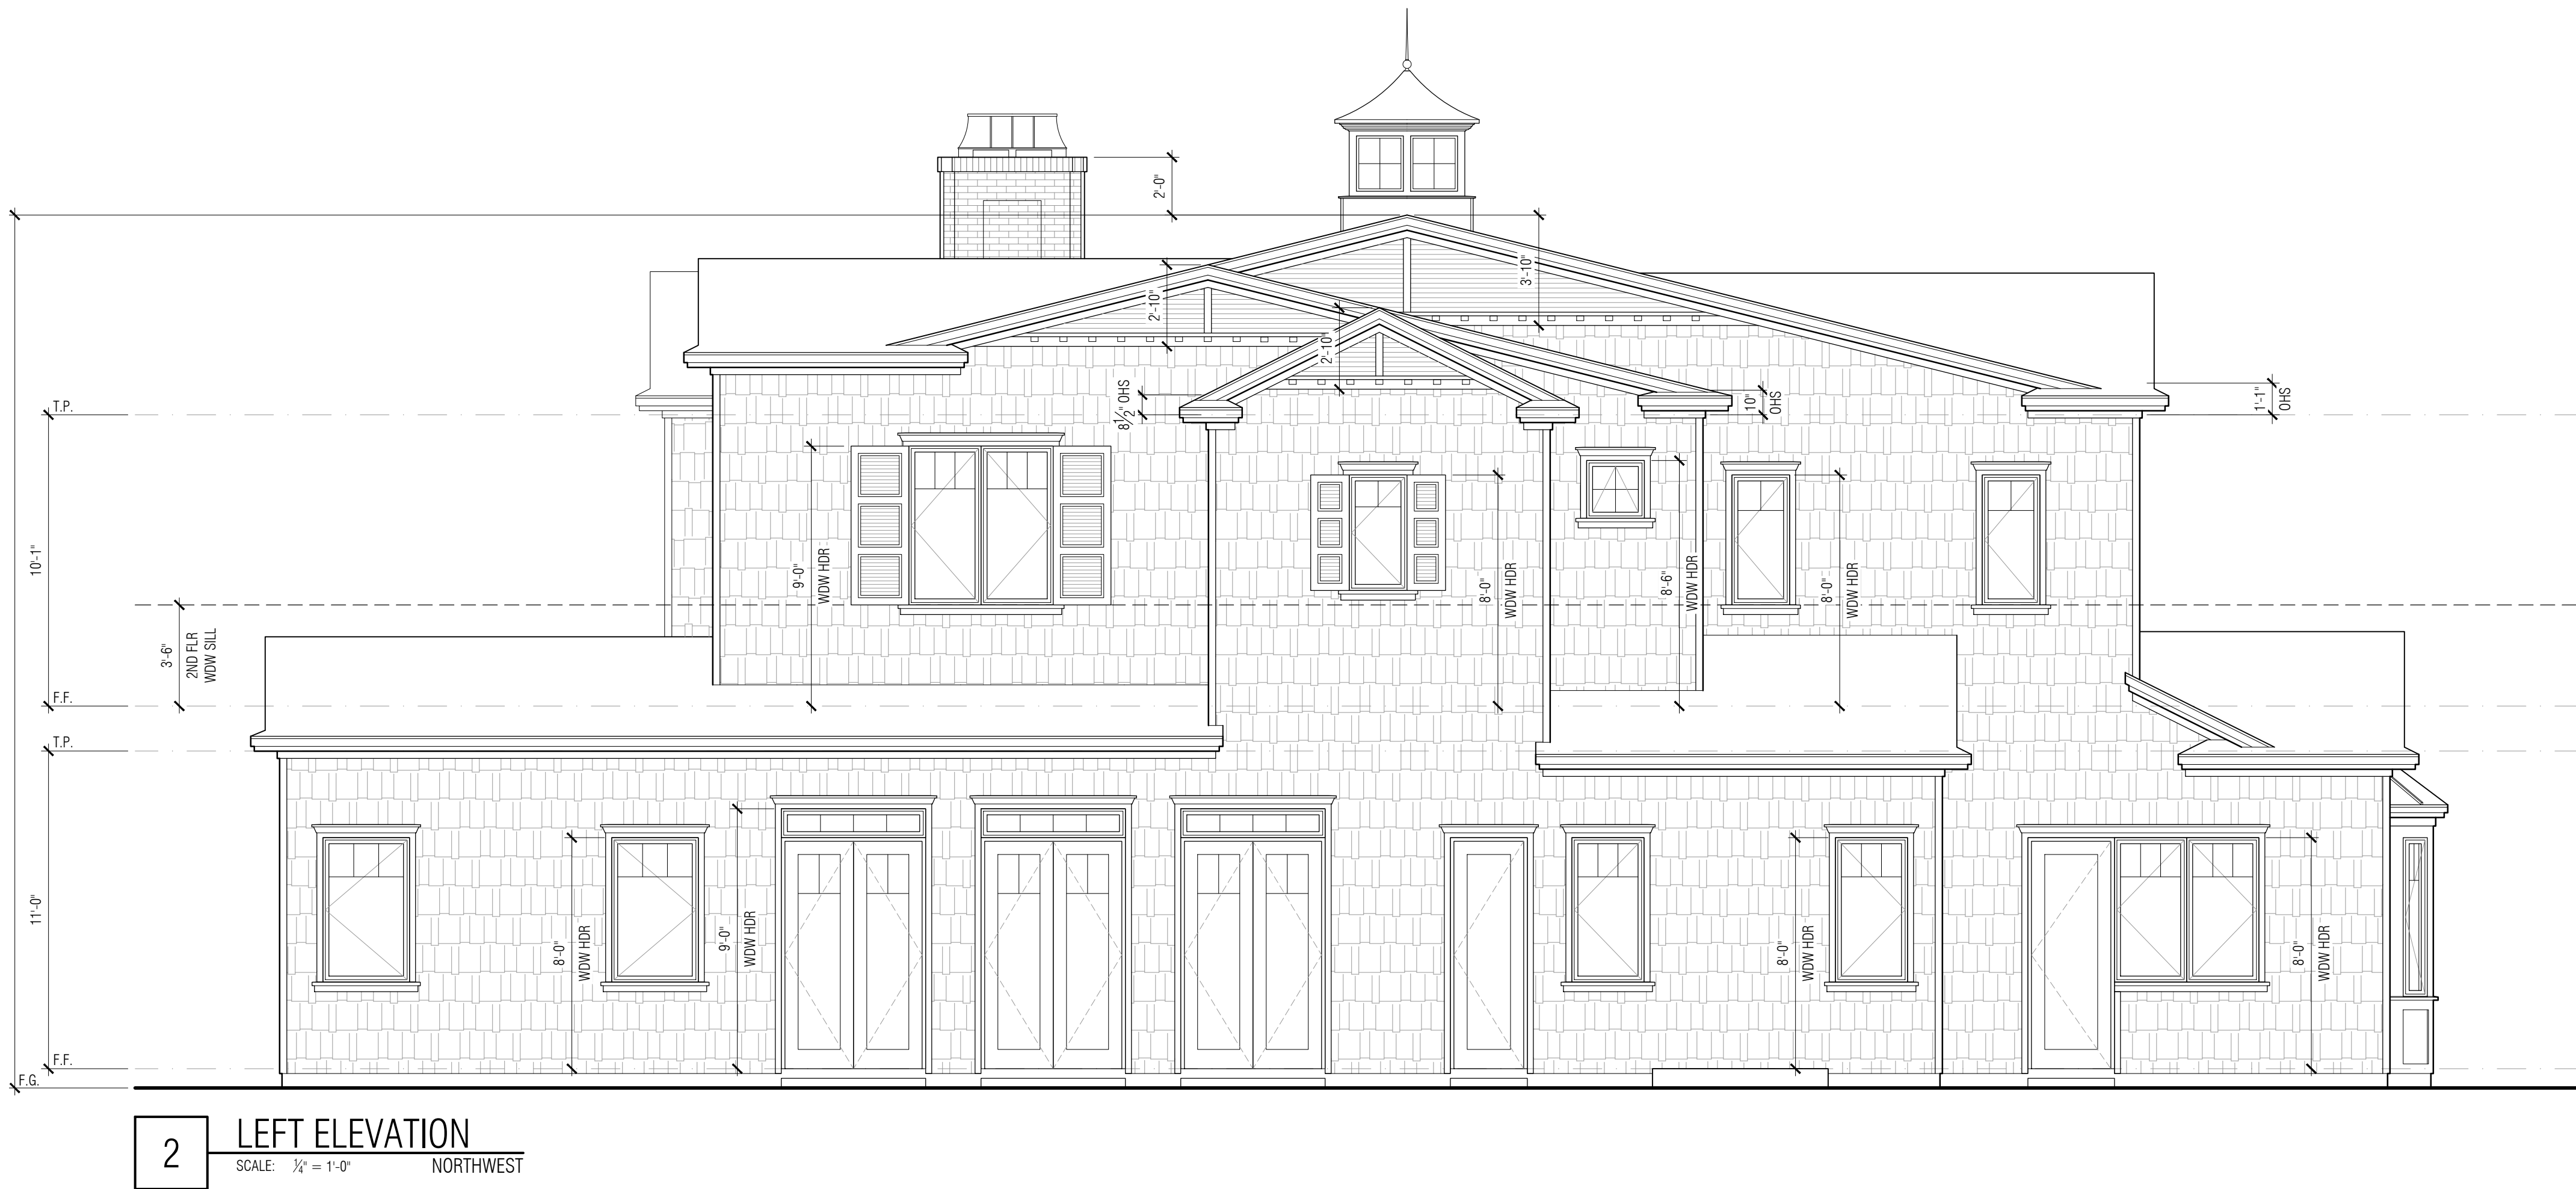 2'-0"
3'-10"
2'-10"
2'-10"
8 1/2" OHS
10"
OHS
1'-1"
OHS
T.P.
10'-1"
9'-0"
WDW HDR
8'-0"
WDW HDR
8'-6"
WDW HDR
8'-0"
WDW HDR
3'-6"
2ND FLR
WDW SILL
F.F.
T.P.
11'-0"
8'-0"
WDW HDR
9'-0"
WDW HDR
8'-0"
WDW HDR
8'-0"
WDW HDR
F.F.
F.G.
2
LEFT ELEVATION
SCALE: 1/4" = 1'-0"
NORTHWEST